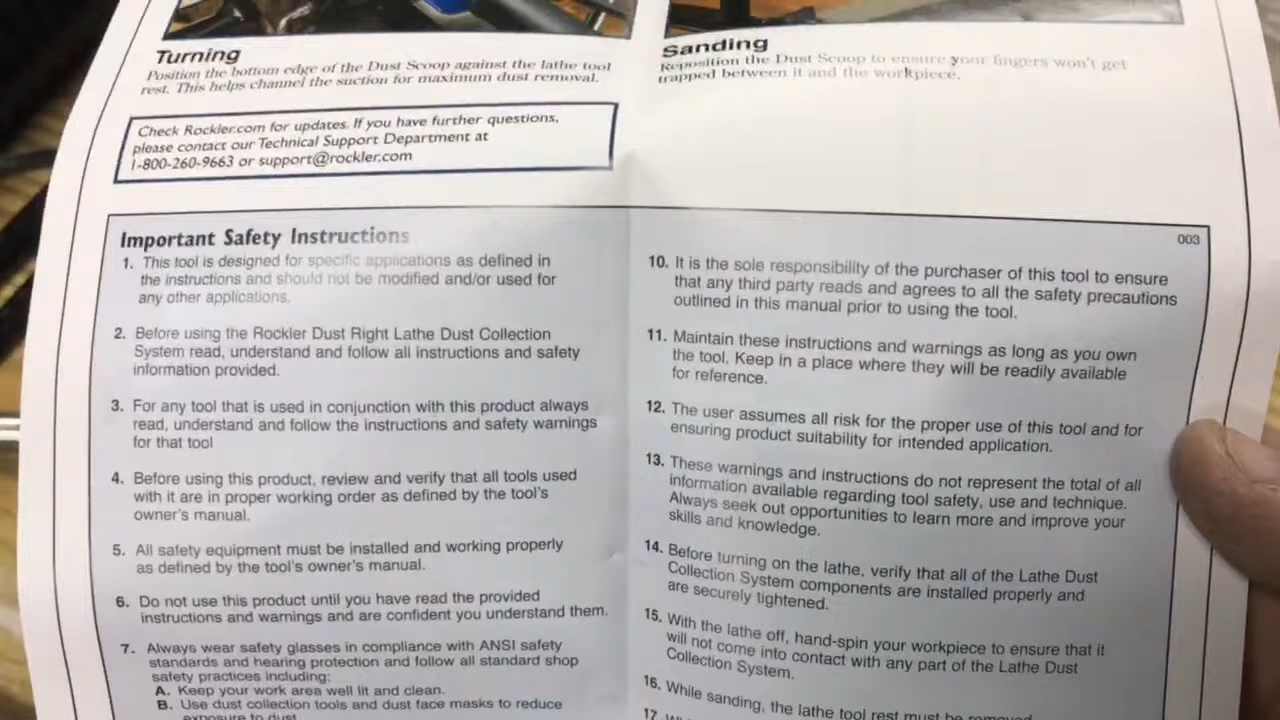 Turning
Position the bottom edge of the Dust Scoop against the lathe tool
rest. This helps channel the suction for maximum dust removal.
Sanding
Reposition the Dust Scoop to ensure your fingers won't get
trapped between it and the workpiece.
Check Rockler.com for updates. If you have further questions,
please contact our Technical Support Department at
1-800-260-9663 or support@rockler.com
003
Important Safety Instructions
1. This tool is designed for specific applications as defined in
the instructions and should not be modified and/or used for
any other applications.
2. Before using the Rockler Dust Right Lathe Dust Collection
System read, understand and follow all instructions and safety
information provided.
3. For any tool that is used in conjunction with this product always
read, understand and follow the instructions and safety warnings
for that tool
4. Before using this product, review and verify that all tools used
with it are in proper working order as defined by the tool's
owner's manual.
5. All safety equipment must be installed and working properly
as defined by the tool's owner's manual.
6. Do not use this product until you have read the provided
instructions and warnings and are confident you understand them.
7. Always wear safety glasses in compliance with ANSI safety
standards and hearing protection and follow all standard shop
safety practices including:
A. Keep your work area well lit and clean.
B. Use dust collection tools and dust face masks to reduce
exposure to dust
10. It is the sole responsibility of the purchaser of this tool to ensure
that any third party reads and agrees to all the safety precautions
outlined in this manual prior to using the tool.
11. Maintain these instructions and warnings as long as you own
the tool. Keep in a place where they will be readily available
for reference.
12. The user assumes all risk for the proper use of this tool and for
ensuring product suitability for intended application.
13. These warnings and instructions do not represent the total of all
information available regarding tool safety, use and technique.
Always seek out opportunities to learn more and improve your
skills and knowledge.
14. Before turning on the lathe, verify that all of the Lathe Dust
Collection System components are installed properly and
are securely tightened.
15. With the lathe off, hand-spin your workpiece to ensure that it
will not come into contact with any part of the Lathe Dust
Collection System.
16. While sanding, the lathe tool rest must be removed
17.